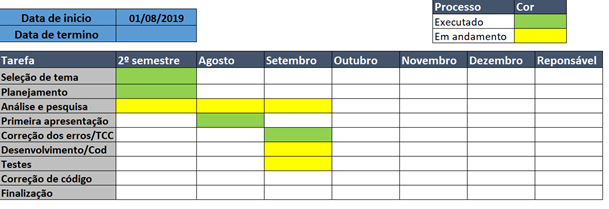 Data de inicio 01/08/2019
Data de termino
Processo Cor
Executado
Em andamento
Tarefa 2º semestre Agosto Setembro Outubro Novembro Dezembro Reponsável
Seleção de tema
Planejamento
Análise e pesquisa
Primeira apresentação
Correção dos erros/TCC
Desenvolvimento/Cod
Testes
Correção de código
Finalização